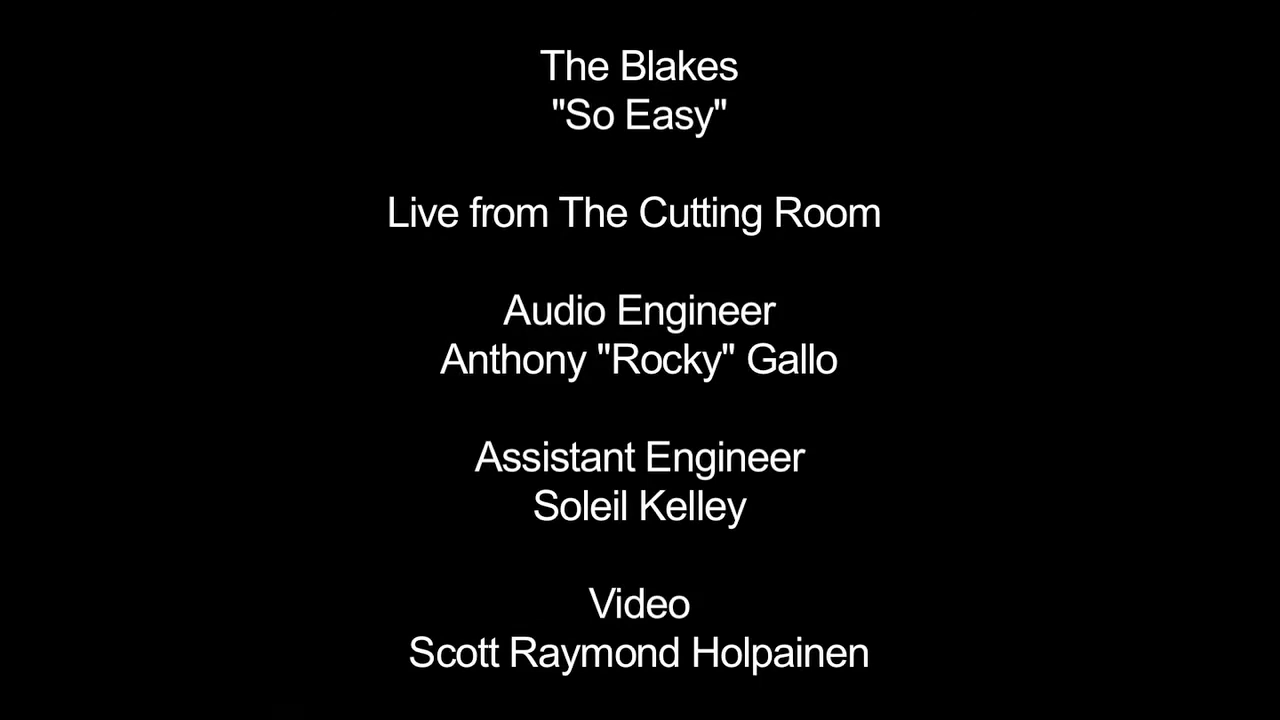 The Blakes
"So Easy"
Live from The Cutting Room
Audio Engineer
Anthony "Rocky" Gallo
Assistant Engineer
Soleil Kelley
Video
Scott Raymond Holpainen